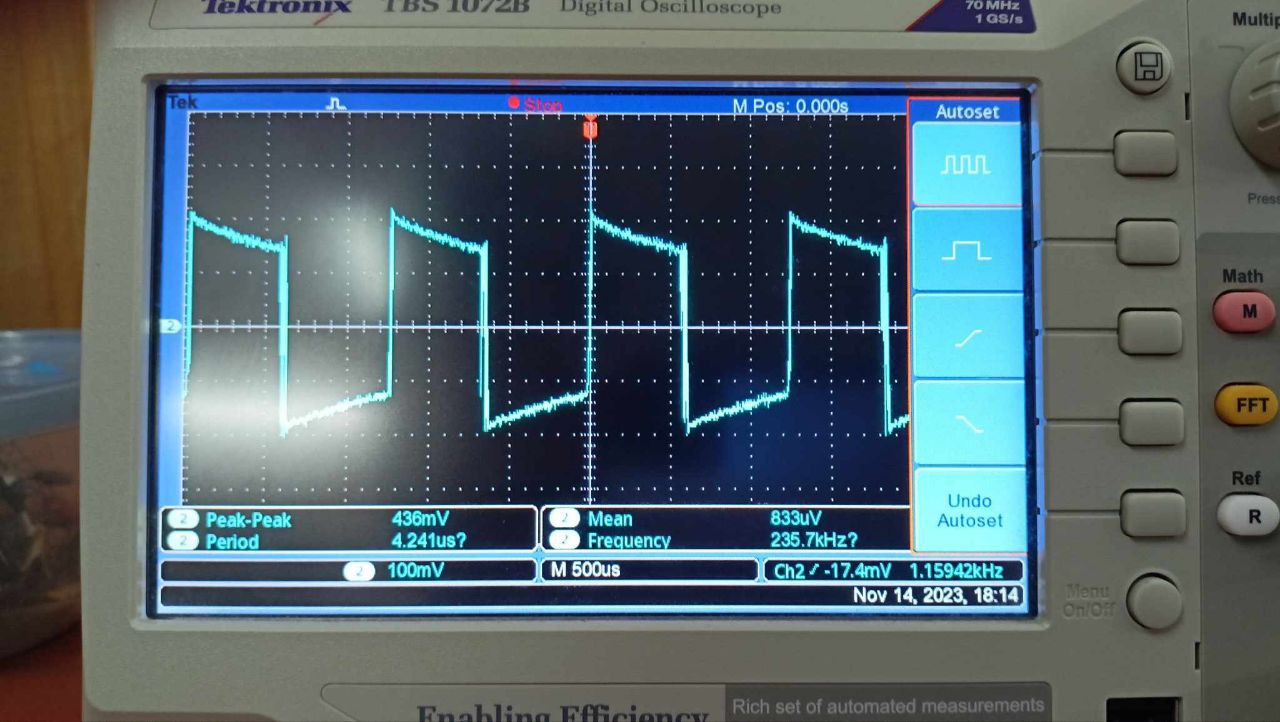 Tektronix TBS 1072B Digital Oscilloscope
70 MHz
1 GS/s
Tek Stop M Pos: 0.000s
Autoset
2
Undo
Autoset
2 Peak-Peak 436mV
2 Period 4.241us?
2 Mean 833uV
2 Frequency 235.7kHz?
2 100mV M 500us Ch2 -17.4mV 1.15942kHz
Nov 14, 2023, 18:14
Menu
On/Off
Math
M
FFT
Ref
R
Enabling Efficiency
Rich set of automated measurements